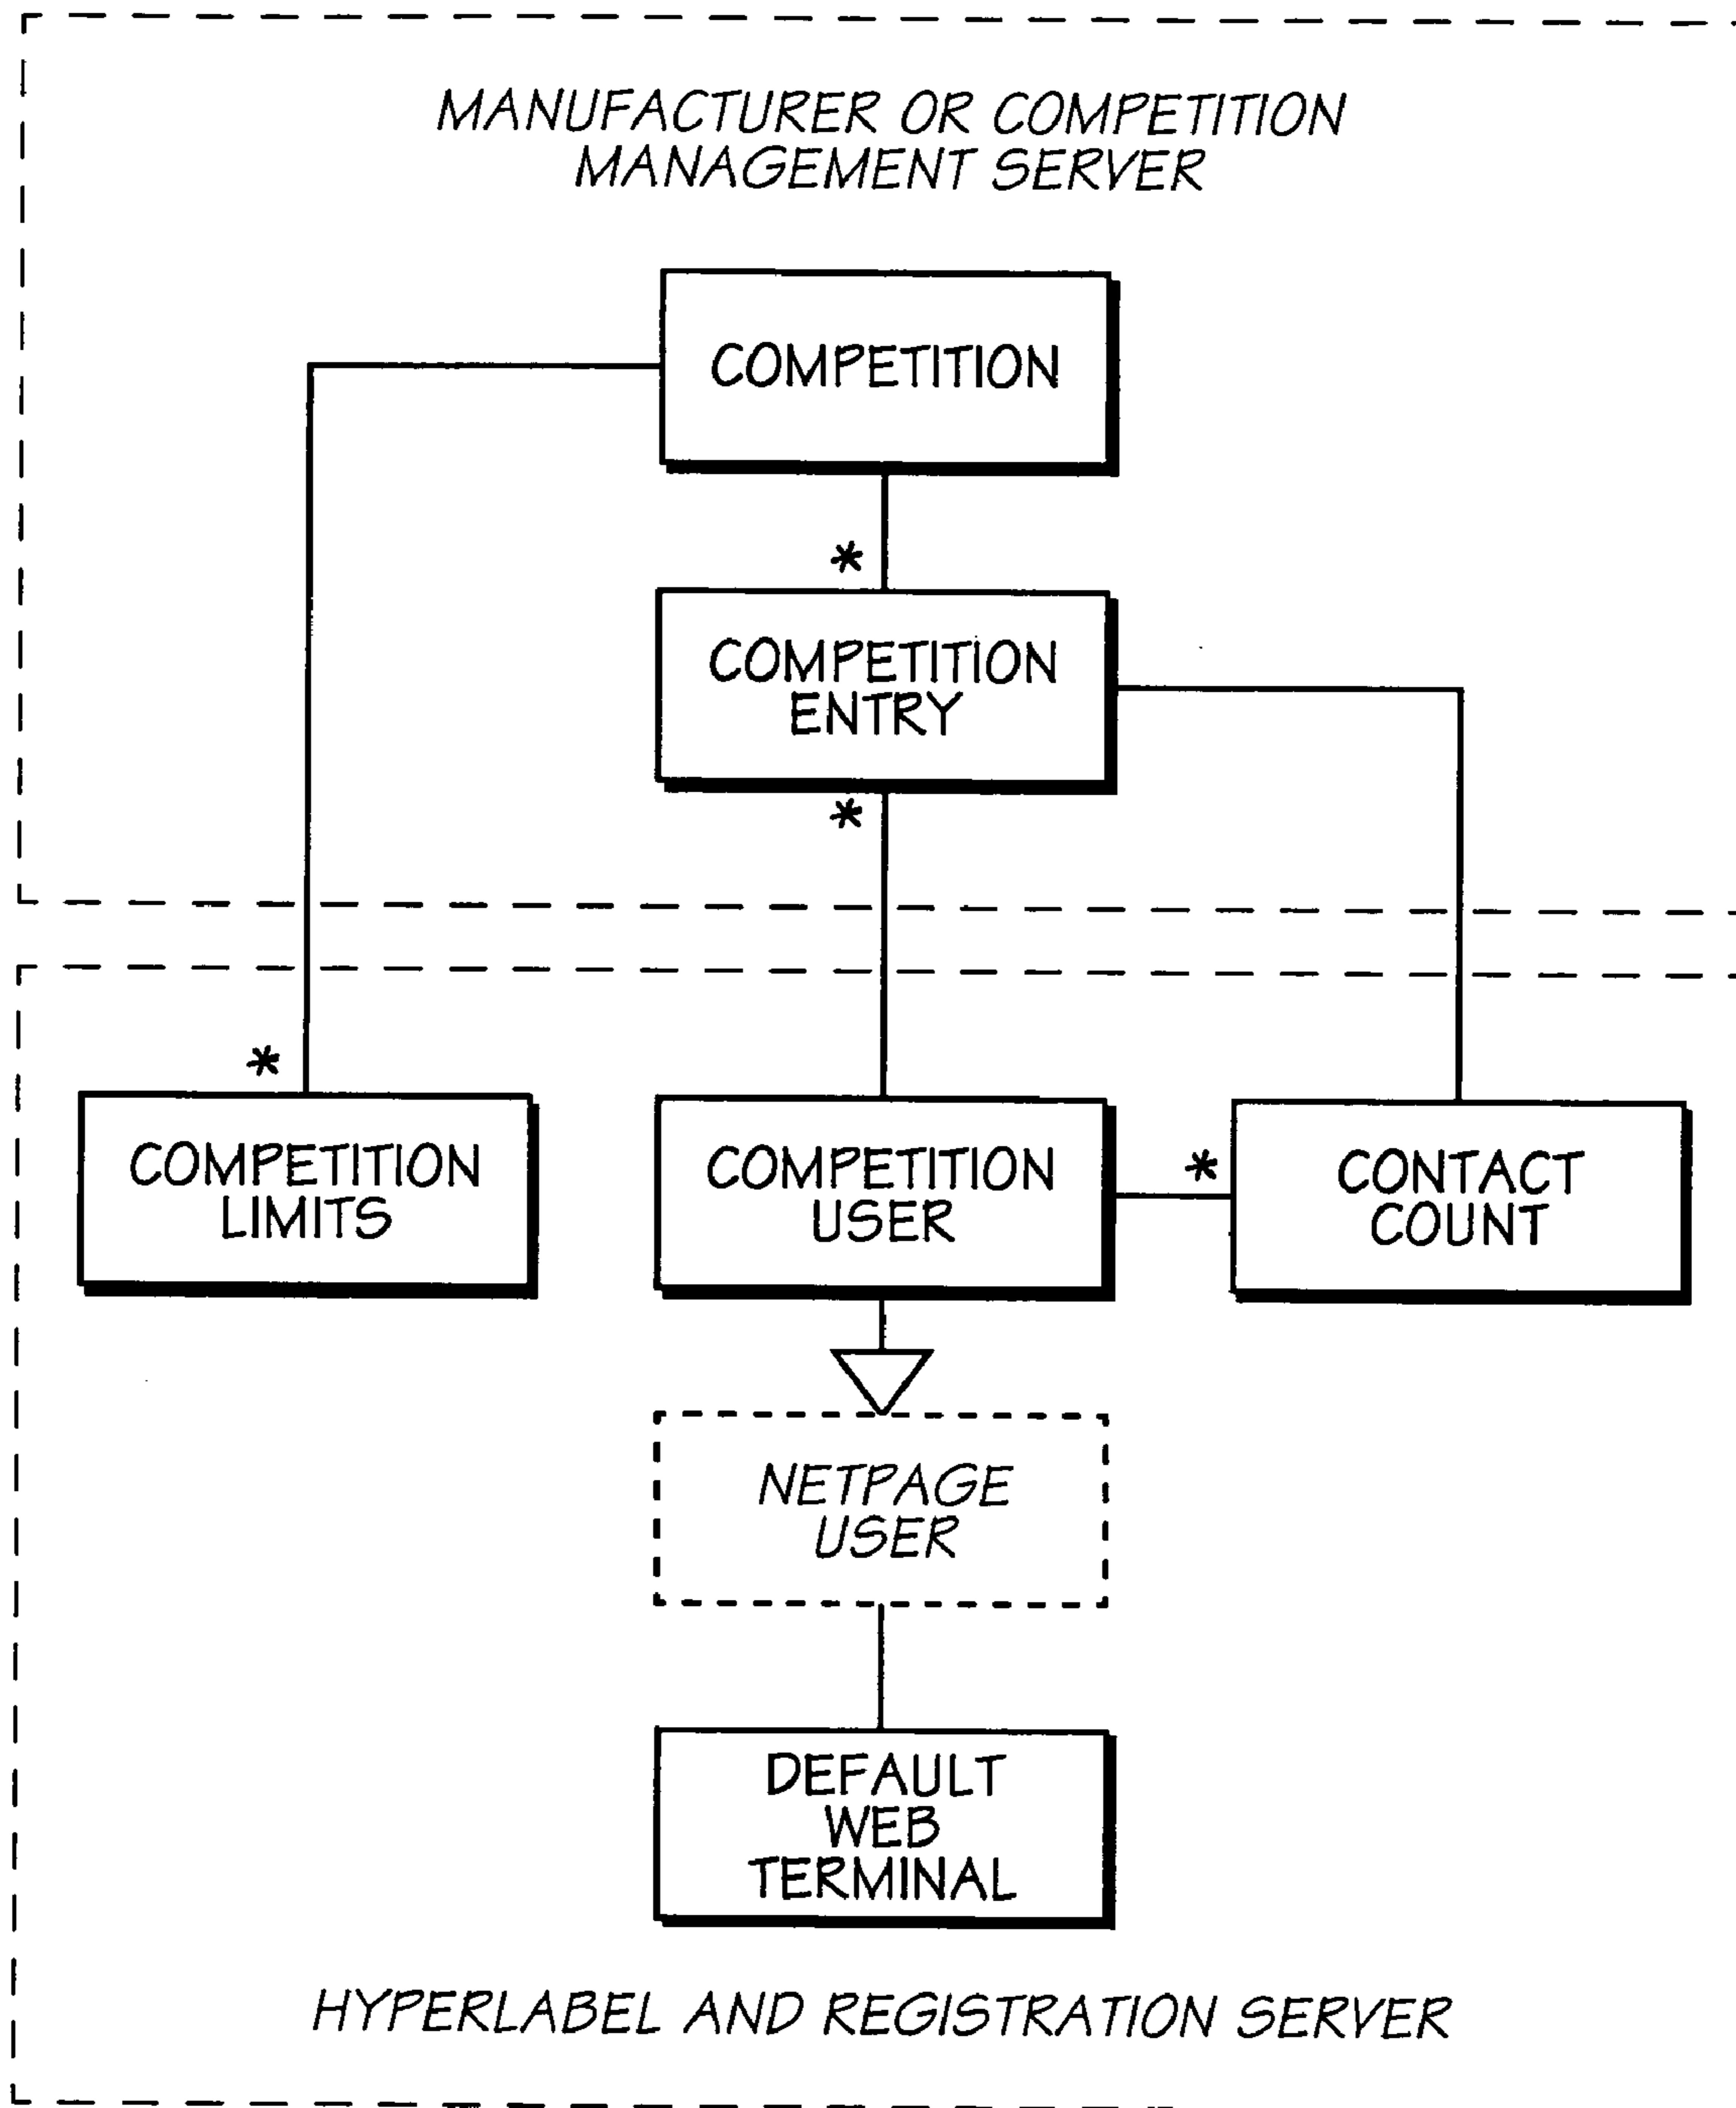 MANUFACTURER OR COMPETITION
MANAGEMENT SERVER
COMPETITION
*
COMPETITION
ENTRY
*
*
COMPETITION
LIMITS
COMPETITION
USER
*
CONTACT
COUNT
NETPAGE
USER
DEFAULT
WEB
TERMINAL
HYPERLABEL AND REGISTRATION SERVER